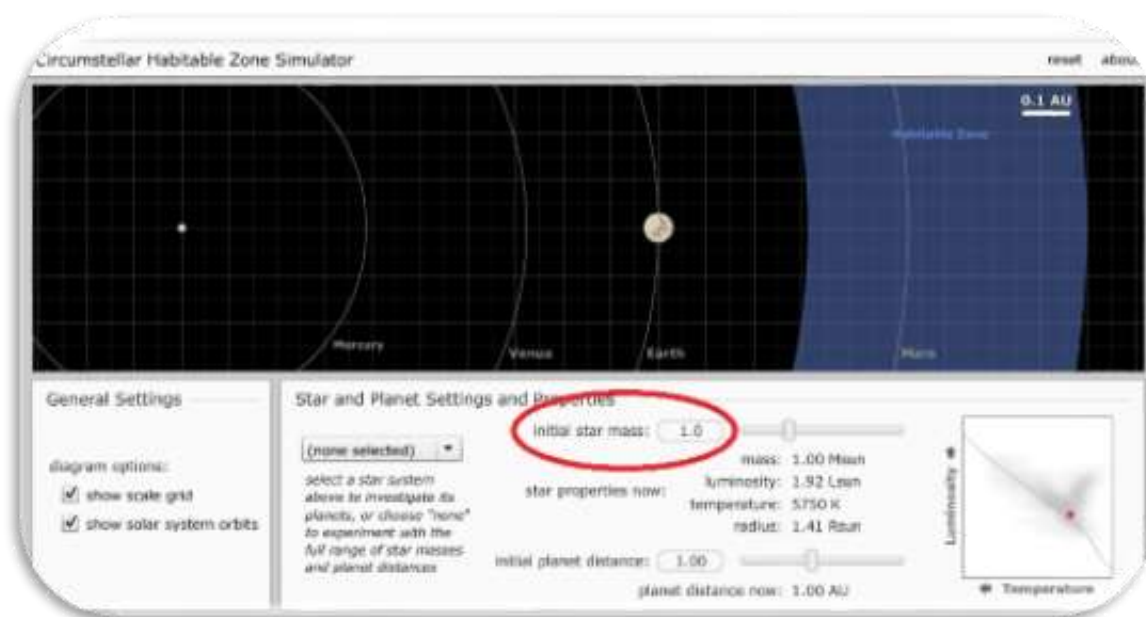 Circumstellar Habitable Zone Simulator
reset about
0.1 AU
Habitable Zone
Mercury
Venus
Earth
Mars
General Settings
diagram options:
show scale grid
show solar system orbits
Star and Planet Settings and Properties
(none selected)
select a star system
above to investigate its
planets, or choose "none"
to experiment with the
full range of star masses
and planet distances
initial star mass: 1.0
star properties now:
mass: 1.00 Msun
luminosity: 1.92 Lsun
temperature: 5750 K
radius: 1.41 Rsun
initial planet distance: 1.00
planet distance now: 1.00 AU
Luminosity
Temperature